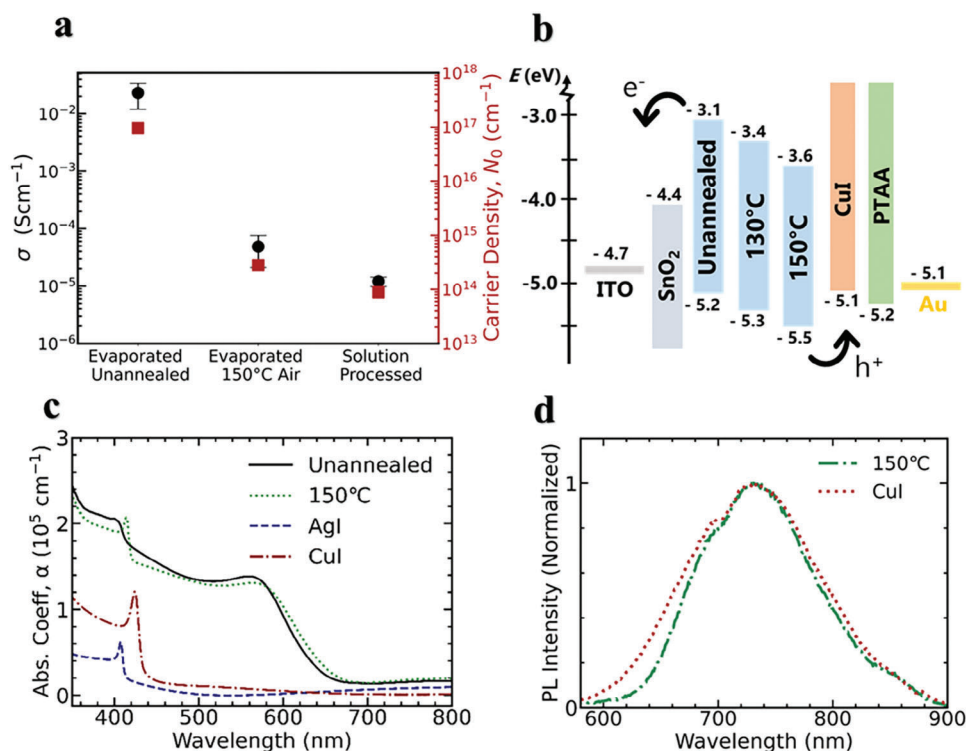 a
σ (Scm⁻¹)
10⁻²
10⁻³
10⁻⁴
10⁻⁵
10⁻⁶
10¹⁸
10¹⁷
10¹⁶
10¹⁵
10¹⁴
10¹³
Carrier Density, N₀ (cm⁻¹)
Evaporated
Unannealed
Evaporated
150°C Air
Solution
Processed
b
E (eV)
-3.0
-4.0
-5.0
e⁻
- 4.7
ITO
- 4.4
SnO₂
- 3.1
Unannealed
- 5.2
- 3.4
130°C
- 5.3
- 3.6
150°C
- 5.5
CuI
- 5.1
PTAA
- 5.2
- 5.1
Au
h⁺
c
Abs. Coeff, α (10⁵ cm⁻¹)
3
2
1
0
Unannealed
150℃
AgI
CuI
400 500 600 700 800
Wavelength (nm)
d
PL Intensity (Normalized)
1
0
150℃
CuI
600 700 800 900
Wavelength (nm)